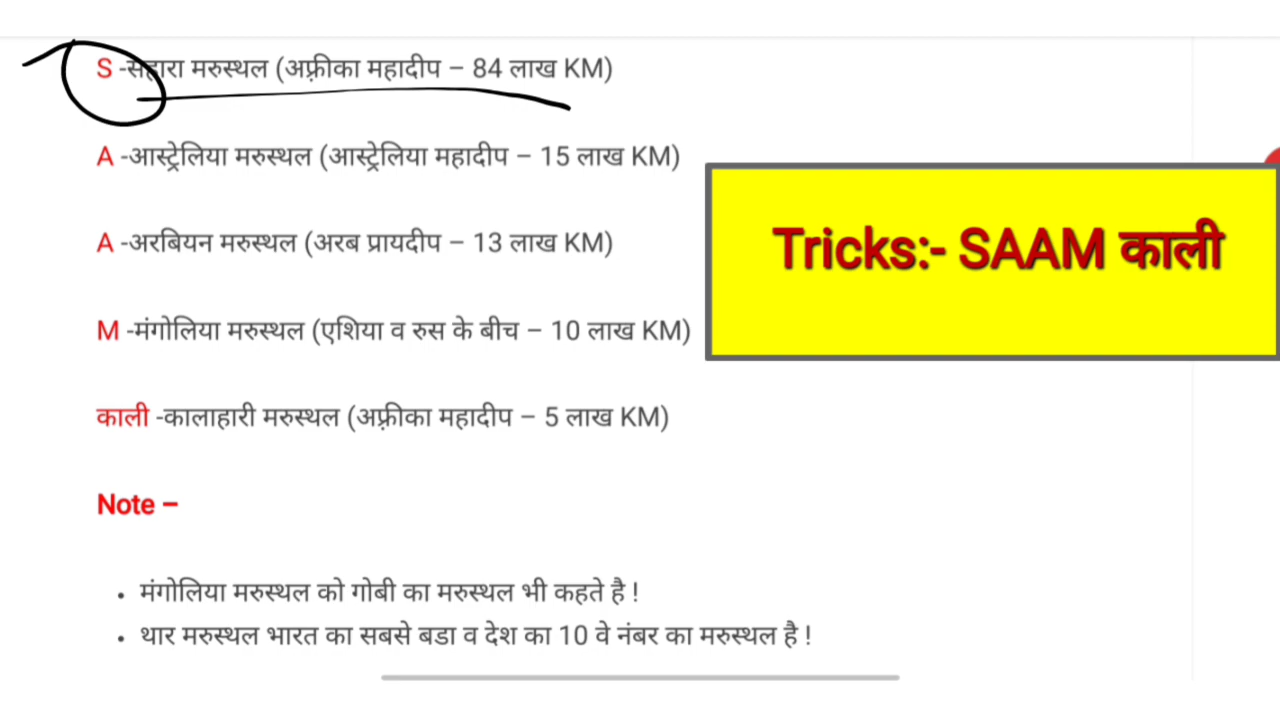 S -सहारा मरुस्थल (अफ़्रीका महादीप – 84 लाख KM)
A -आस्ट्रेलिया मरुस्थल (आस्ट्रेलिया महादीप – 15 लाख KM)
A -अरबियन मरुस्थल (अरब प्रायदीप – 13 लाख KM)
Tricks:- SAAM काली
M -मंगोलिया मरुस्थल (एशिया व रुस के बीच – 10 लाख KM)
काली -कालाहारी मरुस्थल (अफ़्रीका महादीप – 5 लाख KM)
Note –
• मंगोलिया मरुस्थल को गोबी का मरुस्थल भी कहते है !
• थार मरुस्थल भारत का सबसे बडा व देश का 10 वे नंबर का मरुस्थल है !